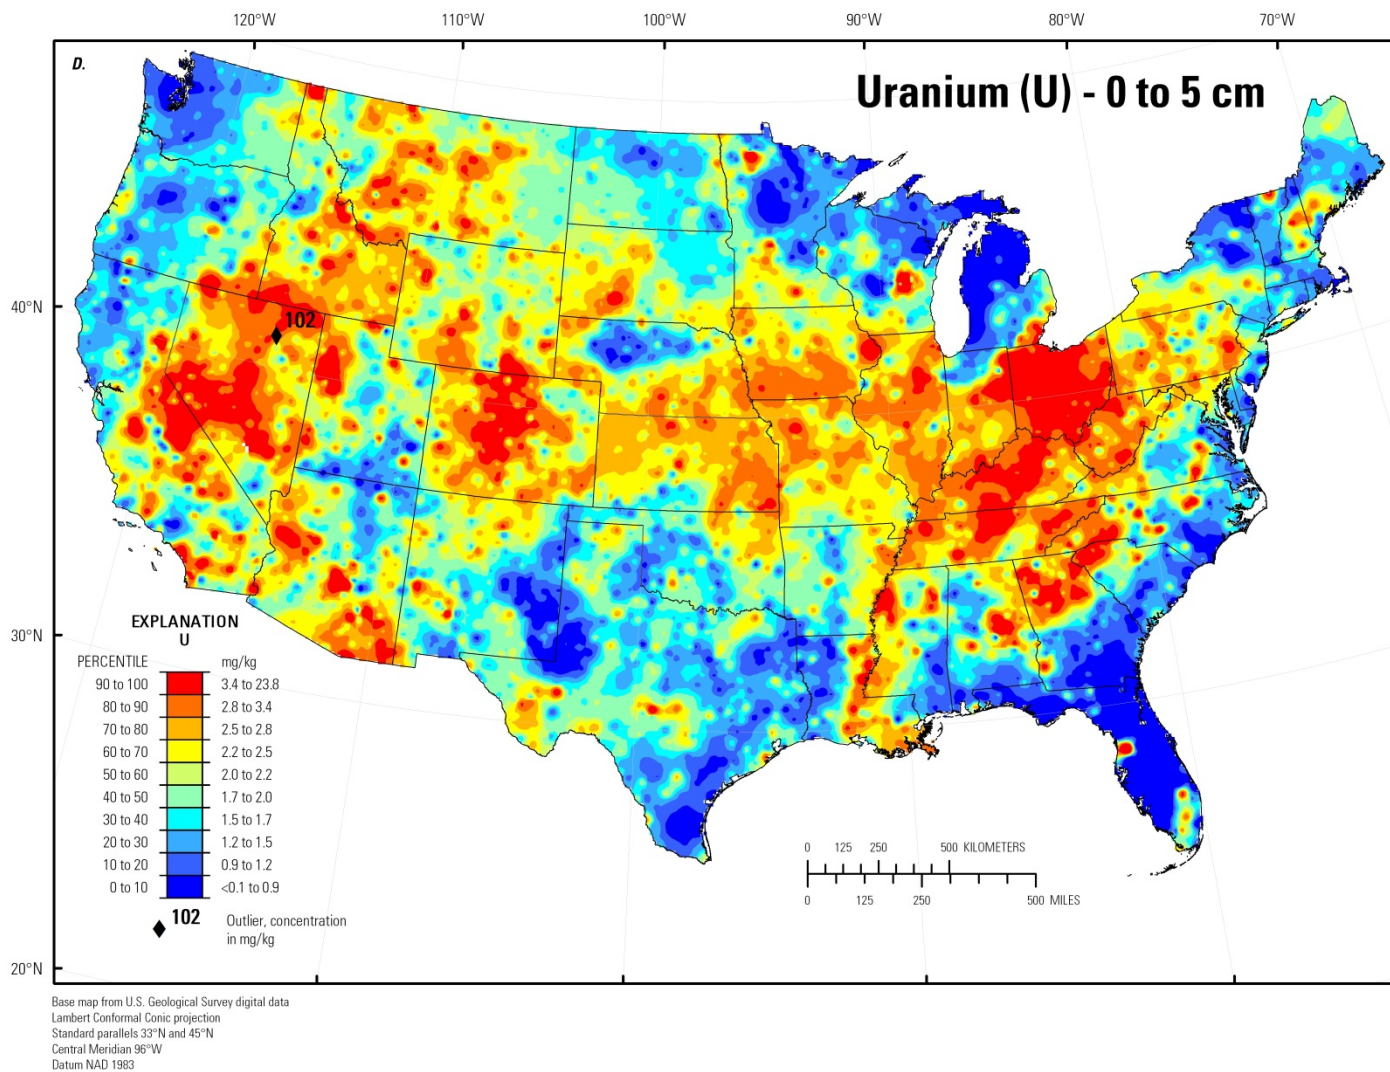 120°W 110°W 100°W 90°W 80°W 70°W
D.
Uranium (U) - 0 to 5 cm
40°N
102
30°N
EXPLANATION
U
PERCENTILE mg/kg
90 to 100 3.4 to 23.8
80 to 90 2.8 to 3.4
70 to 80 2.5 to 2.8
60 to 70 2.2 to 2.5
50 to 60 2.0 to 2.2
40 to 50 1.7 to 2.0
30 to 40 1.5 to 1.7
20 to 30 1.2 to 1.5
10 to 20 0.9 to 1.2
0 to 10 <0.1 to 0.9
102 Outlier, concentration
in mg/kg
0 125 250 500 KILOMETERS
0 125 250 500 MILES
20°N
Base map from U.S. Geological Survey digital data
Lambert Conformal Conic projection
Standard parallels 33°N and 45°N
Central Meridian 96°W
Datum NAD 1983